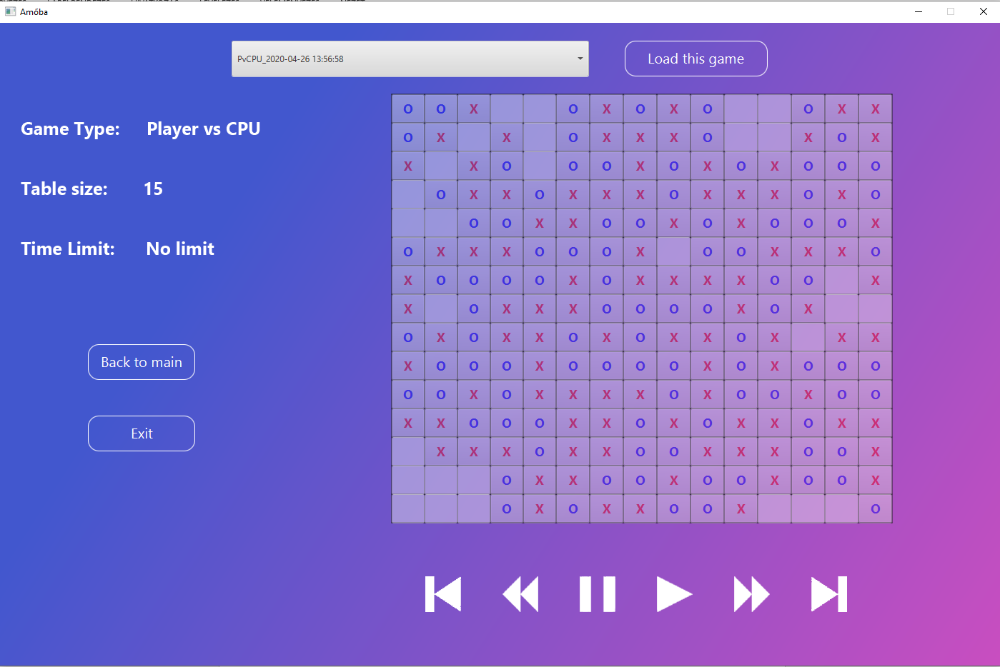 Amőba
PvCPU_2020-04-26 13:56:58
Load this game
Game Type: Player vs CPU
Table size: 15
Time Limit: No limit
Back to main
Exit
O O X O X O X O O X X
O X X O X X X O X O X
X X O O O X O X O X O O O
O X X O X X X O X X X O X O
O O X X O O X O X O O O X
O X X X O O O X O O X X X O
X O O O O X O X X X X O O X
X O X X X O O O O X O X
O X O X X O X O X X O X X X
X O O O X O O O O X O X O O O
O O X O X X X X O X O O X O O
X X O O O X X O X O X X O X X
X X X O X X O O X X X O O X
O X X O O X O O X O O X
O X O X X O O X O